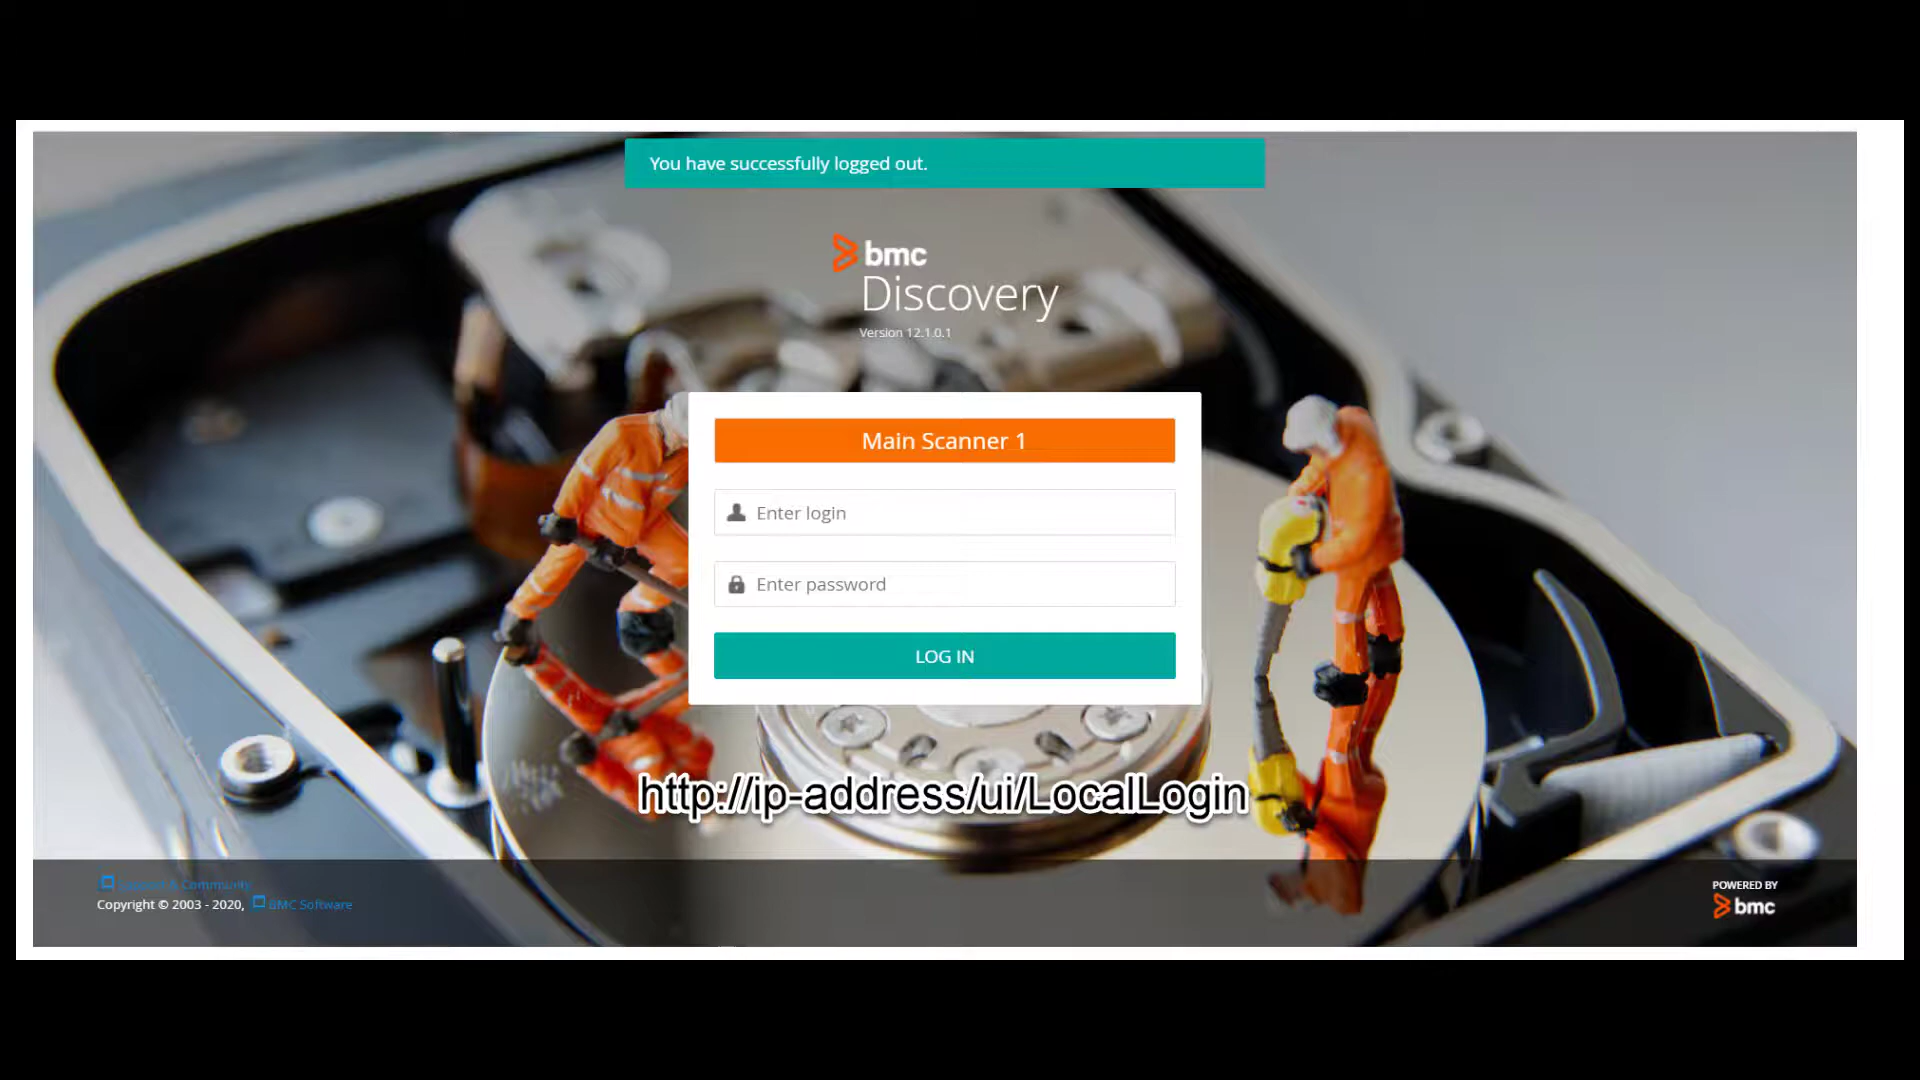 You have successfully logged out.
bmc
Discovery
Version 12.1.0.1
Main Scanner 1
Enter login
Enter password
LOG IN
http://ip-address/ui/LocalLogin
& Community
Copyright © 2003 - 2020, BMC Software
POWERED BY
bmc